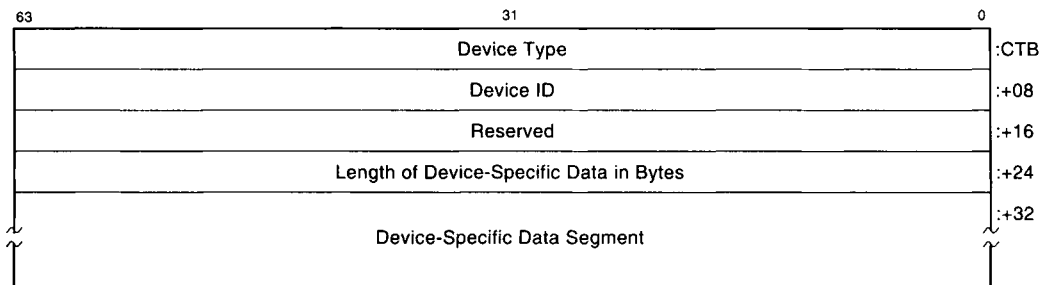 63 31 0
Device Type :CTB
Device ID :+08
Reserved :+16
Length of Device-Specific Data in Bytes :+24
:+32
Device-Specific Data Segment